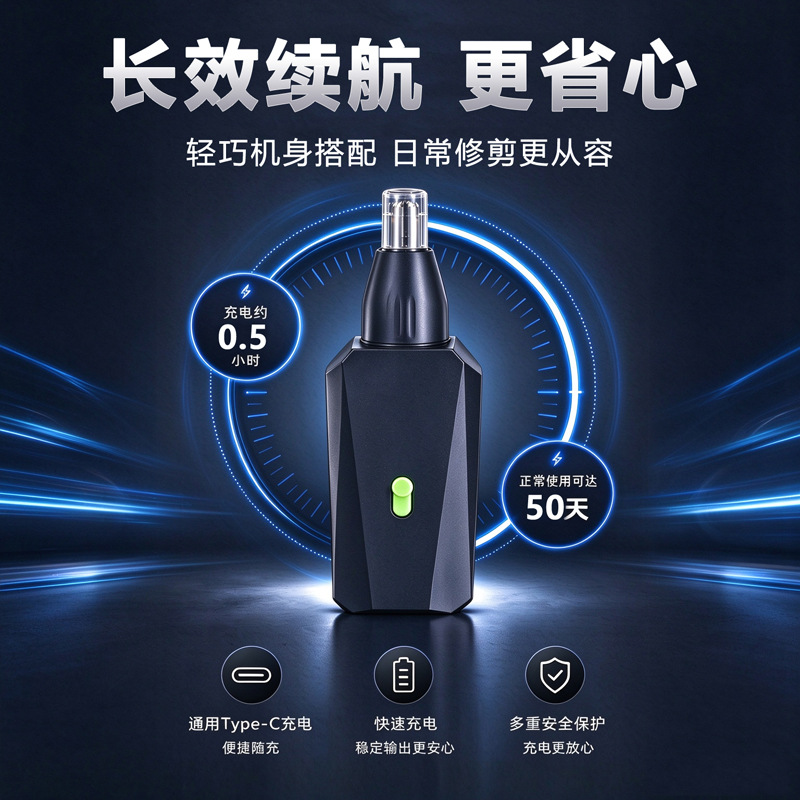 长效续航 更省心
轻巧机身搭配 日常修剪更从容
充电约
0.5
小时
正常使用可达
50天
通用Type-C充电
便捷随充
快速充电
稳定输出更安心
多重安全保护
充电更放心